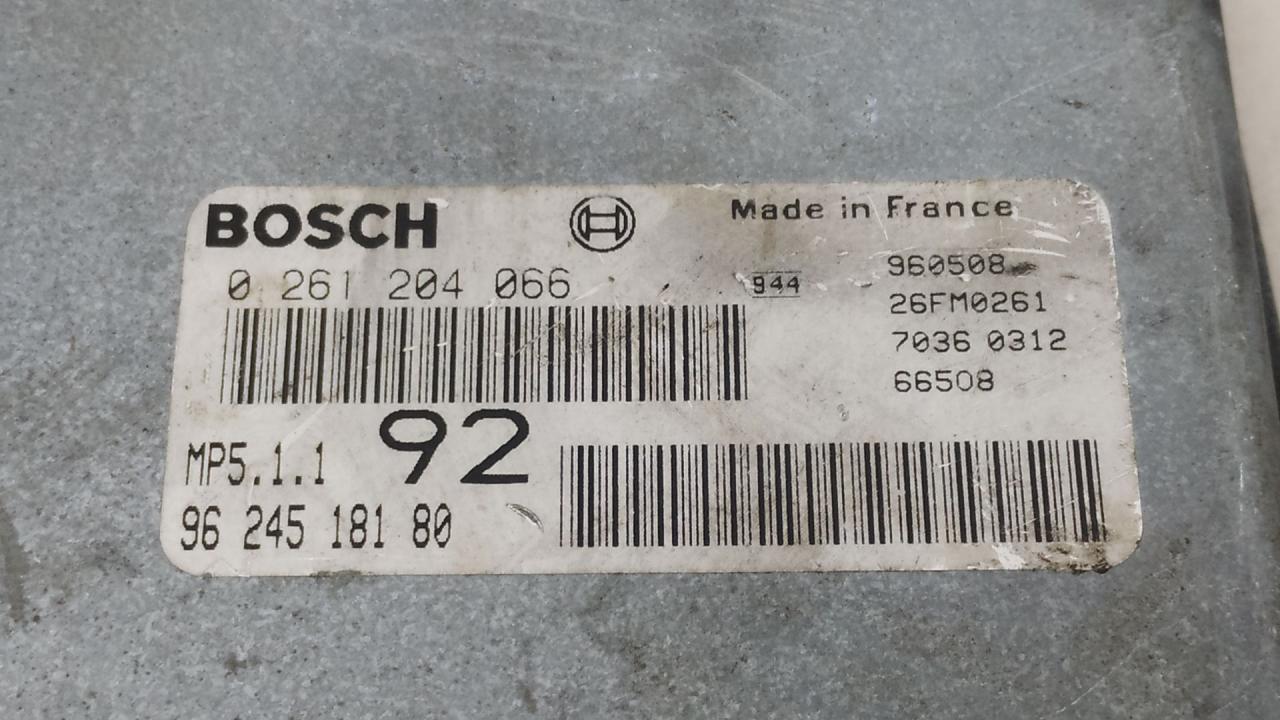 BOSCH
Made in France
0 261 204 066
944
960508
26FM0261
7036 0312
66508
MP5.1.1
92
96 245 181 80